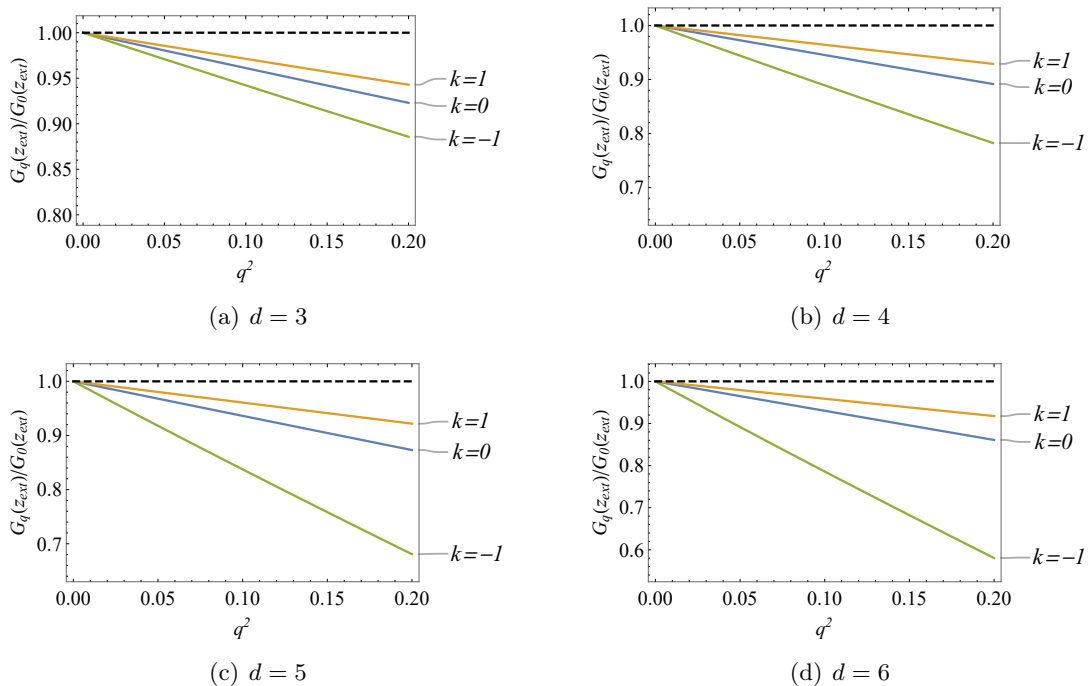 1.00
0.95
0.90
0.85
0.80
G_q(z_ext)/G_0(z_ext)
k=1
k=0
k=−1
0.00 0.05 0.10 0.15 0.20
q^2
(a) d = 3
1.0
0.9
0.8
0.7
G_q(z_ext)/G_0(z_ext)
k=1
k=0
k=−1
0.00 0.05 0.10 0.15 0.20
q^2
(b) d = 4
1.0
0.9
0.8
0.7
G_q(z_ext)/G_0(z_ext)
k=1
k=0
k=−1
0.00 0.05 0.10 0.15 0.20
q^2
(c) d = 5
1.0
0.9
0.8
0.7
0.6
G_q(z_ext)/G_0(z_ext)
k=1
k=0
k=−1
0.00 0.05 0.10 0.15 0.20
q^2
(d) d = 6